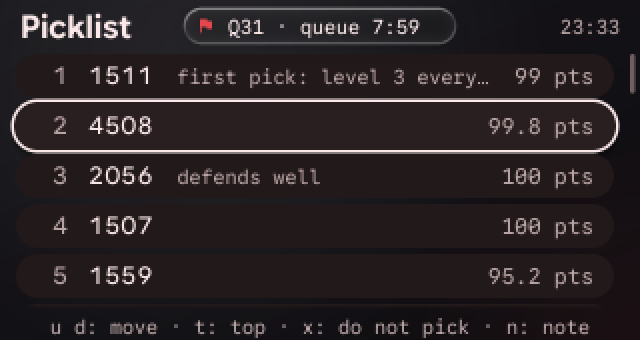 Picklist Q31 · queue 7:59 23:33
1 1511 first pick: level 3 every… 99 pts
2 4508 99.8 pts
3 2056 defends well 100 pts
4 1507 100 pts
5 1559 95.2 pts
u d: move · t: top · x: do not pick · n: note